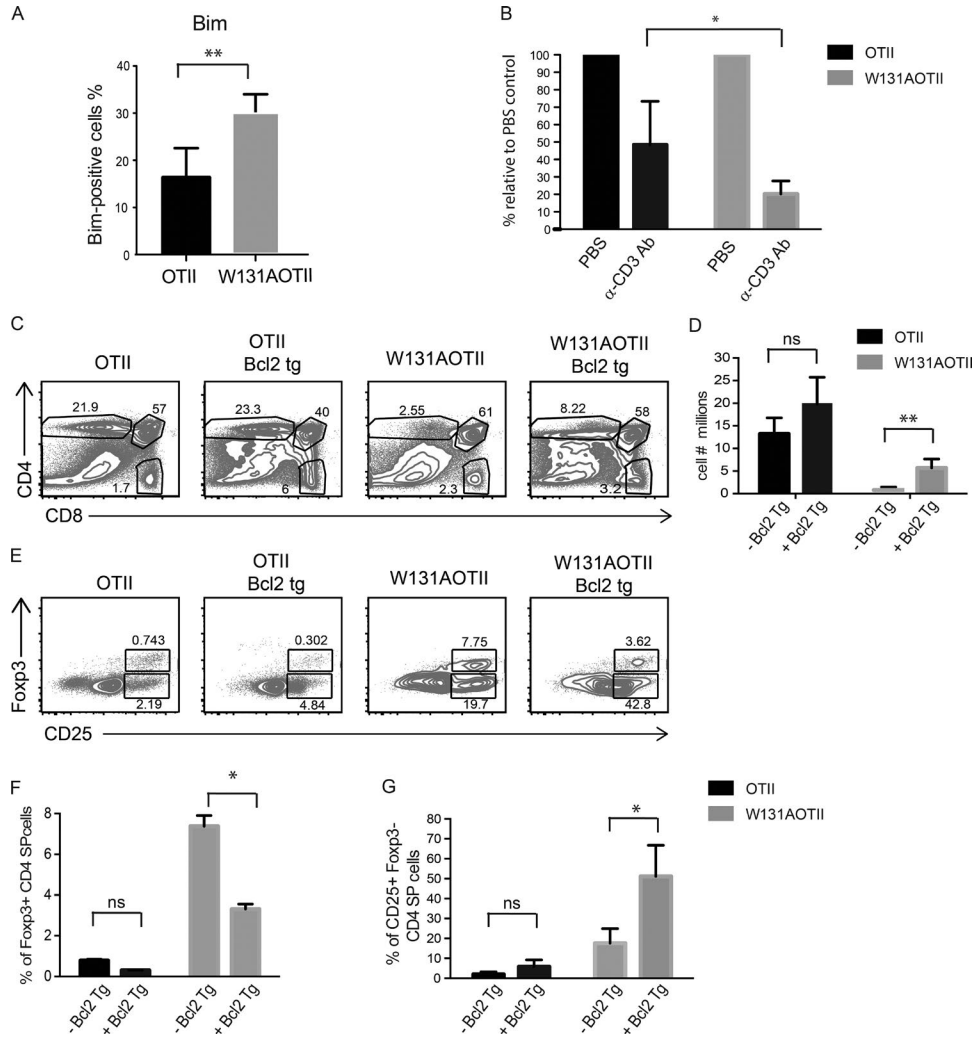 A
Bim
**
Bim-positive cells %
40
30
20
10
0
OTII
W131AOTII
B
*
% relative to PBS control
100
90
80
70
60
50
40
30
20
10
0
PBS
α-CD3 Ab
PBS
α-CD3 Ab
OTII
W131AOTII
C
OTII
OTII
Bcl2 tg
W131AOTII
W131AOTII
Bcl2 tg
21.9
57
1.7
23.3
40
6
2.55
61
2.3
8.22
58
3.2
CD4
CD8
D
OTII
W131AOTII
ns
**
cell # millions
30
25
20
15
10
5
0
- Bcl2 Tg
+ Bcl2 Tg
- Bcl2 Tg
+ Bcl2 Tg
E
OTII
OTII
Bcl2 tg
W131AOTII
W131AOTII
Bcl2 tg
0.743
2.19
0.302
4.84
7.75
19.7
3.62
42.8
Foxp3
CD25
F
*
ns
% of Foxp3+ CD4 SPcells
8
6
4
2
0
- Bcl2 Tg
+ Bcl2 Tg
- Bcl2 Tg
+ Bcl2 Tg
G
*
ns
% of CD25+ Foxp3-
CD4 SP cells
80
70
60
50
40
30
20
10
0
- Bcl2 Tg
+ Bcl2 Tg
- Bcl2 Tg
+ Bcl2 Tg
OTII
W131AOTII